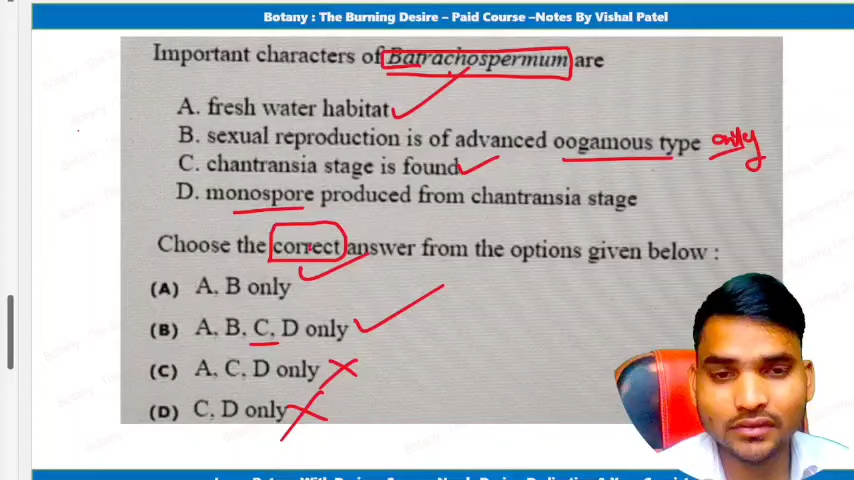 Botany : The Burning Desire – Paid Course –Notes By Vishal Patel
Important characters of Batrachospermum are
A. fresh water habitat
B. sexual reproduction is of advanced oogamous type only
C. chantransia stage is found
D. monospore produced from chantransia stage
Choose the correct answer from the options given below :
(A) A, B only
(B) A, B, C, D only
(C) A, C, D only
(D) C, D only